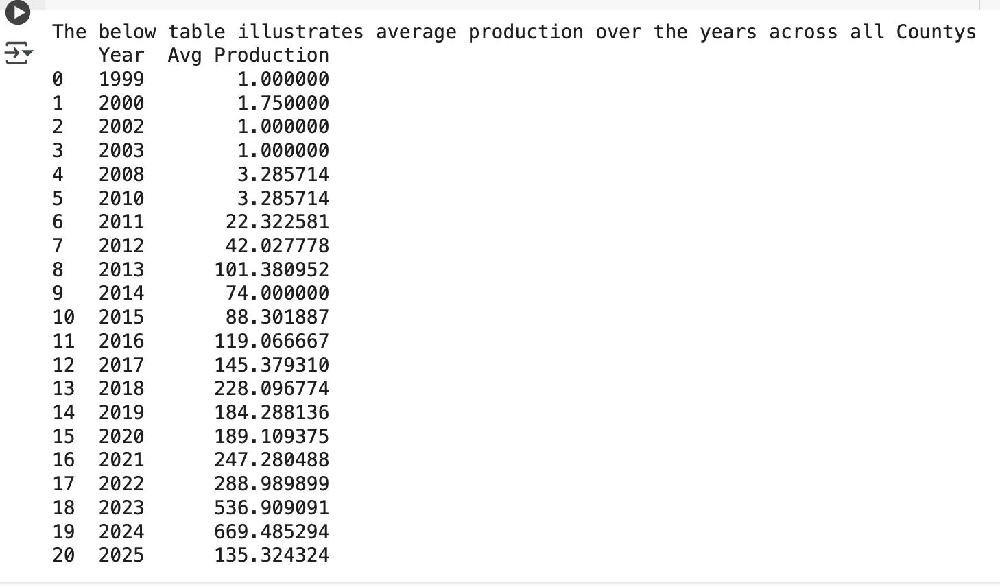 The below table illustrates average production over the years across all Countys
Year Avg Production
0 1999 1.000000
1 2000 1.750000
2 2002 1.000000
3 2003 1.000000
4 2008 3.285714
5 2010 3.285714
6 2011 22.322581
7 2012 42.027778
8 2013 101.380952
9 2014 74.000000
10 2015 88.301887
11 2016 119.066667
12 2017 145.379310
13 2018 228.096774
14 2019 184.288136
15 2020 189.109375
16 2021 247.280488
17 2022 288.989899
18 2023 536.909091
19 2024 669.485294
20 2025 135.324324